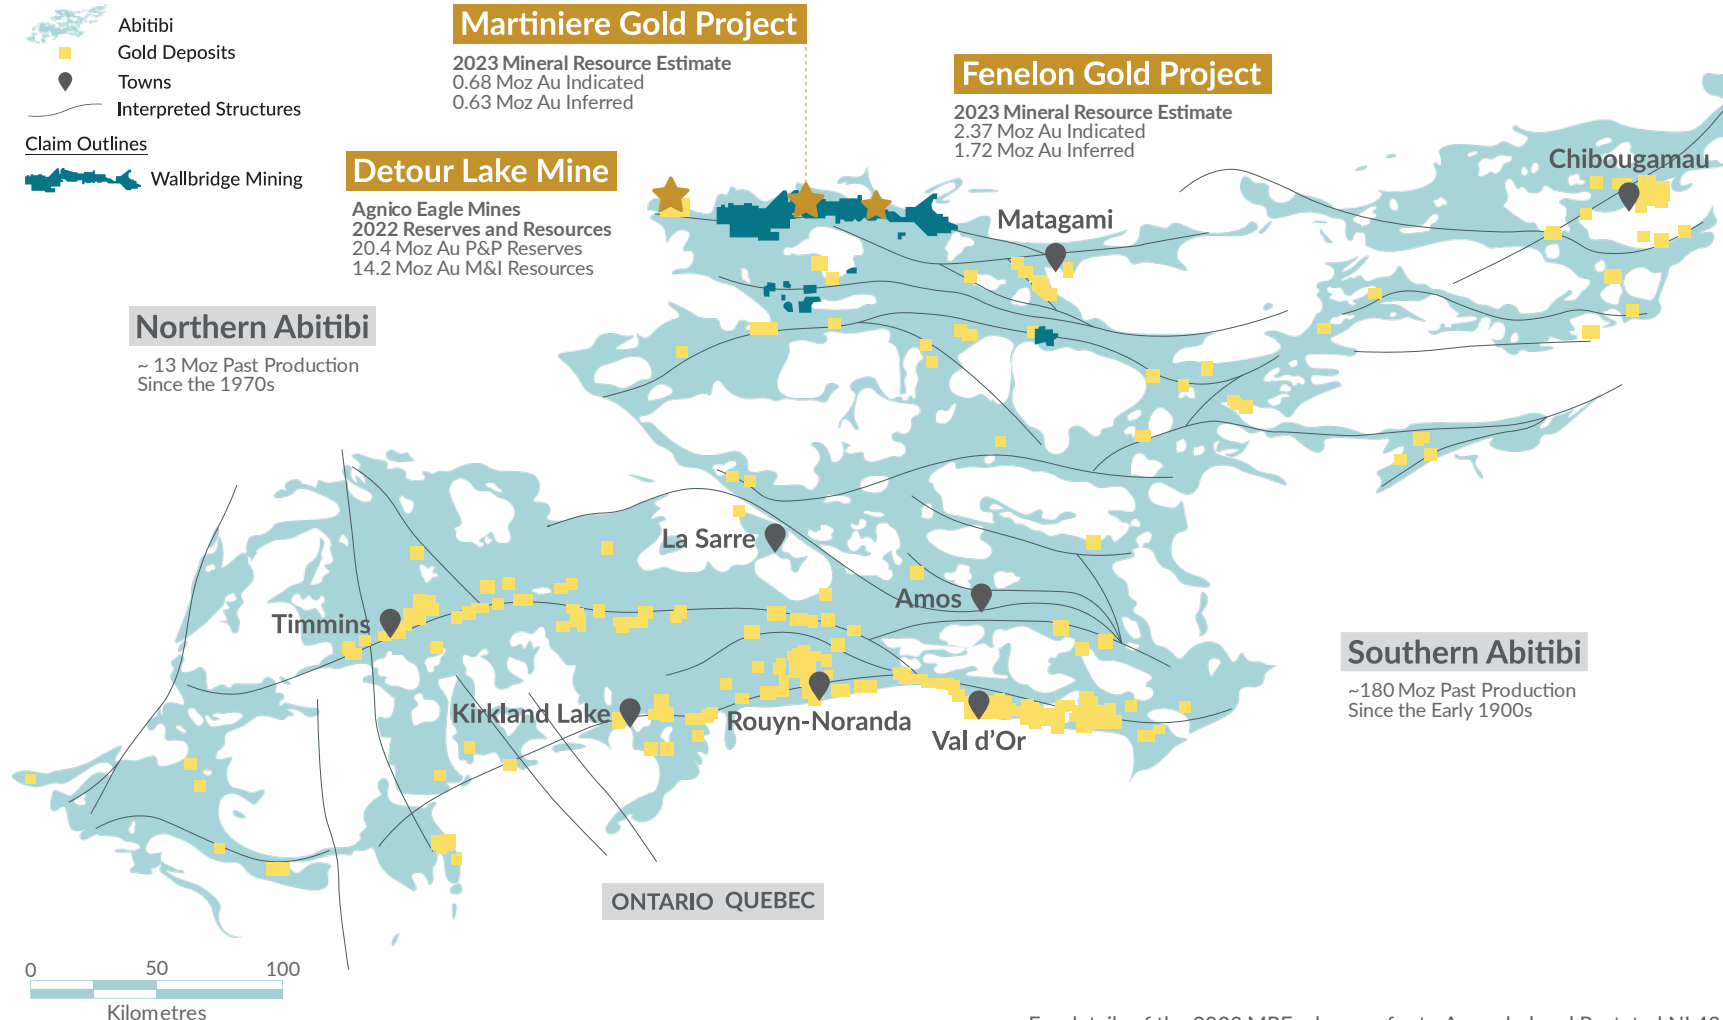 Abitibi
Gold Deposits
Towns
Interpreted Structures
Claim Outlines
Wallbridge Mining
Martiniere Gold Project
2023 Mineral Resource Estimate
0.68 Moz Au Indicated
0.63 Moz Au Inferred
Fenelon Gold Project
2023 Mineral Resource Estimate
2.37 Moz Au Indicated
1.72 Moz Au Inferred
Detour Lake Mine
Agnico Eagle Mines
2022 Reserves and Resources
20.4 Moz Au P&P Reserves
14.2 Moz Au M&I Resources
Chibougamau
Matagami
Northern Abitibi
~ 13 Moz Past Production
Since the 1970s
La Sarre
Amos
Timmins
Southern Abitibi
~180 Moz Past Production
Since the Early 1900s
Kirkland Lake
Rouyn-Noranda
Val d'Or
ONTARIO QUEBEC
0 50 100
Kilometres